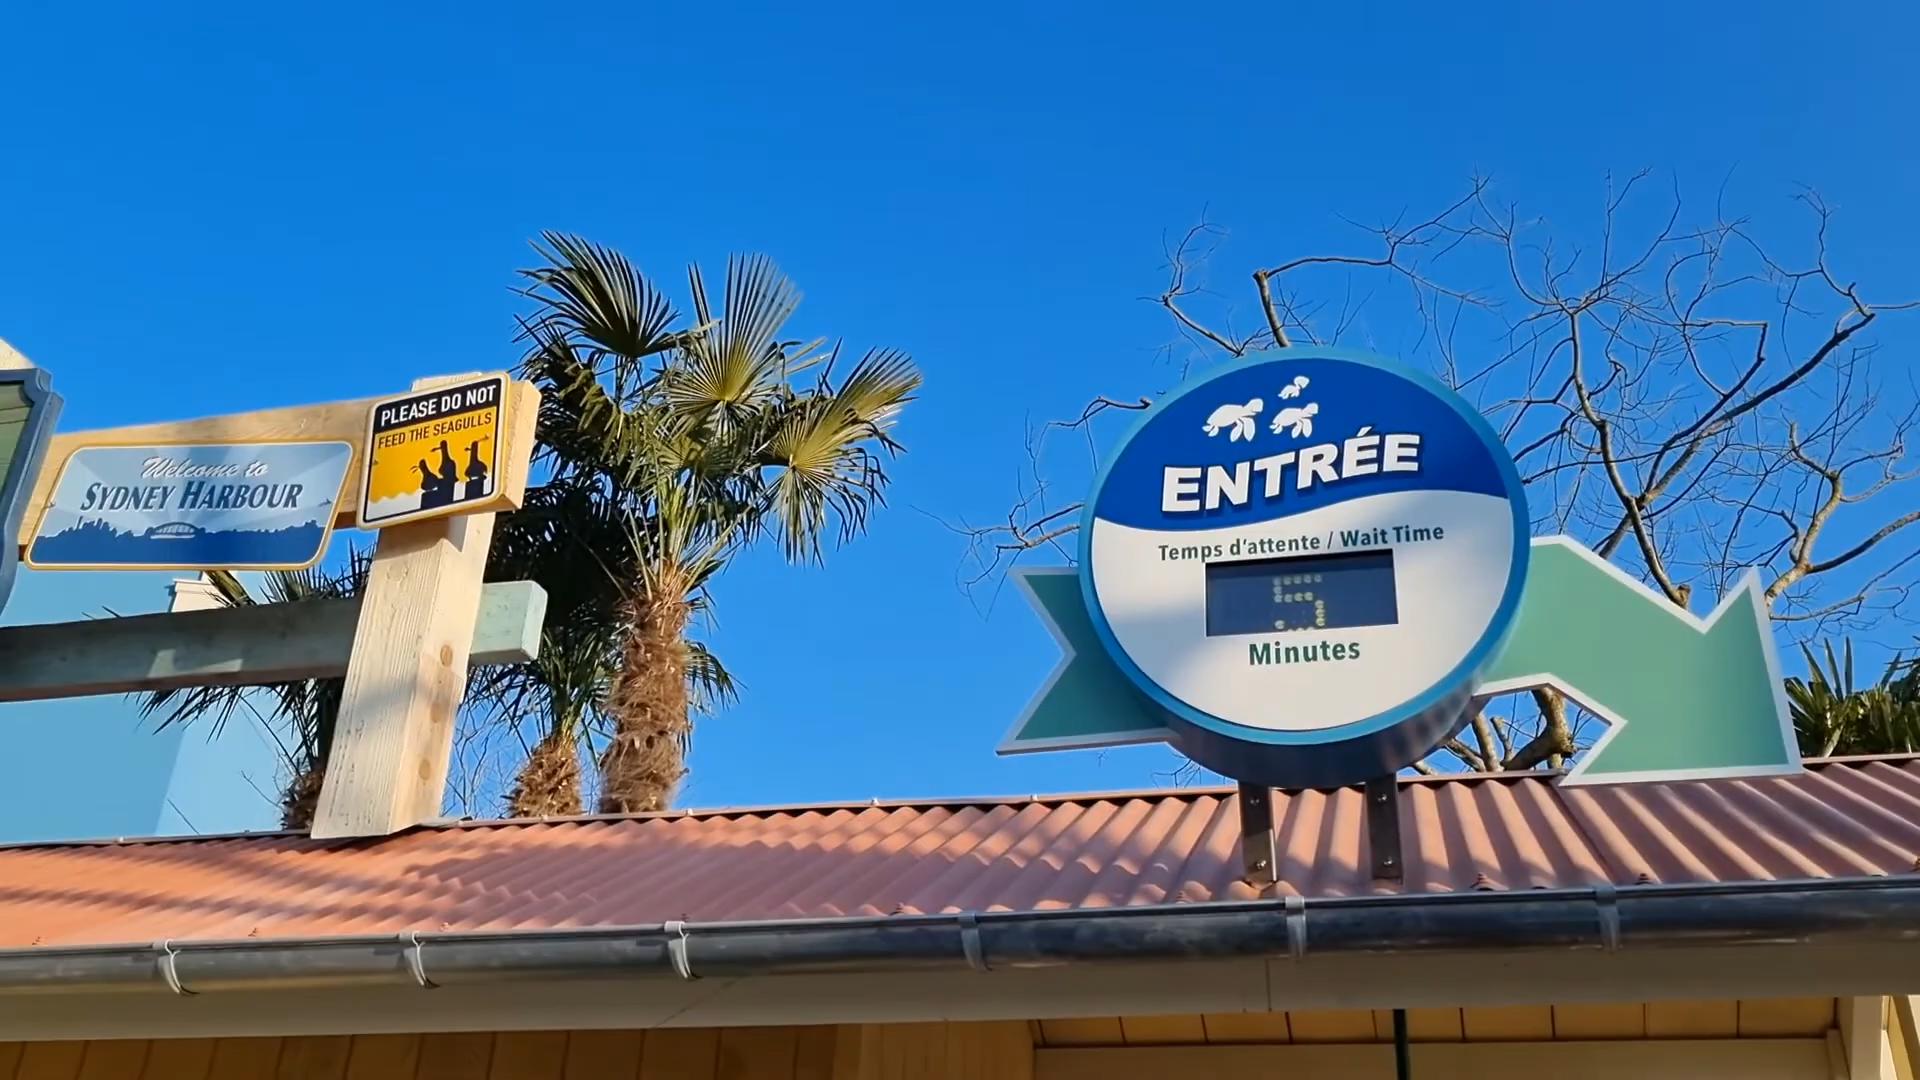 Welcome to
SYDNEY HARBOUR
PLEASE DO NOT
FEED THE SEAGULLS
ENTRÉE
Temps d'attente / Wait Time
5
Minutes